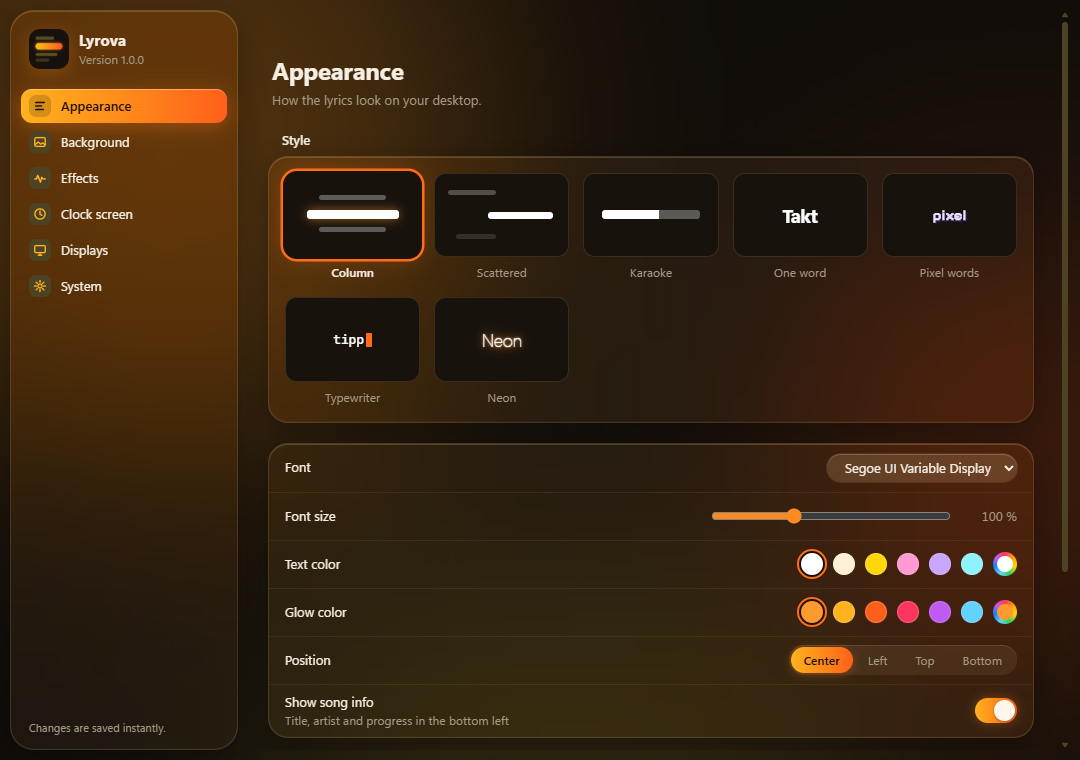 Lyrova
Version 1.0.0
Appearance
Background
Effects
Clock screen
Displays
System
Changes are saved instantly.
Appearance
How the lyrics look on your desktop.
Style
Takt
pixel
Column
Scattered
Karaoke
One word
Pixel words
tipp
Neon
Typewriter
Neon
Font
Segoe UI Variable Display
Font size
100 %
Text color
Glow color
Position
Center
Left
Top
Bottom
Show song info
Title, artist and progress in the bottom left